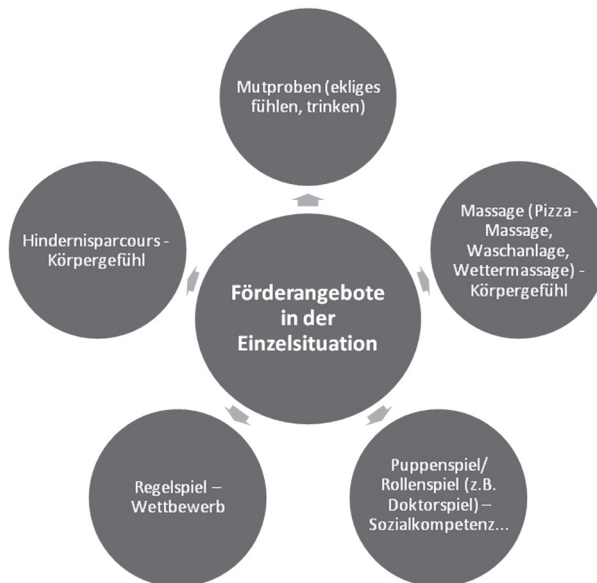 Mutproben (ekliges
fühlen, trinken)
Massage (Pizza-
Massage,
Waschanlage,
Wettermassage) -
Körpergefühl
Hindernisparcours -
Körpergefühl
Förderangebote
in der
Einzelsituation
Puppenspiel/
Rollenspiel (z.B.
Doktorspiel) –
Sozialkompetenz...
Regelspiel –
Wettbewerb